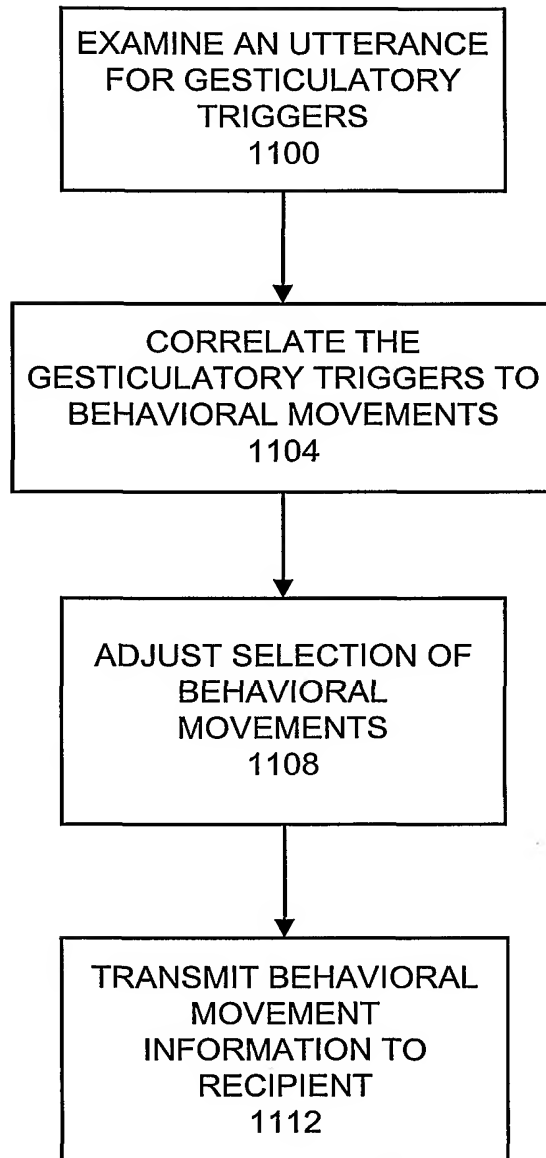 EXAMINE AN UTTERANCE
FOR GESTICULATORY
TRIGGERS
1100
CORRELATE THE
GESTICULATORY TRIGGERS TO
BEHAVIORAL MOVEMENTS
1104
ADJUST SELECTION OF
BEHAVIORAL
MOVEMENTS
1108
TRANSMIT BEHAVIORAL
MOVEMENT
INFORMATION TO
RECIPIENT
1112